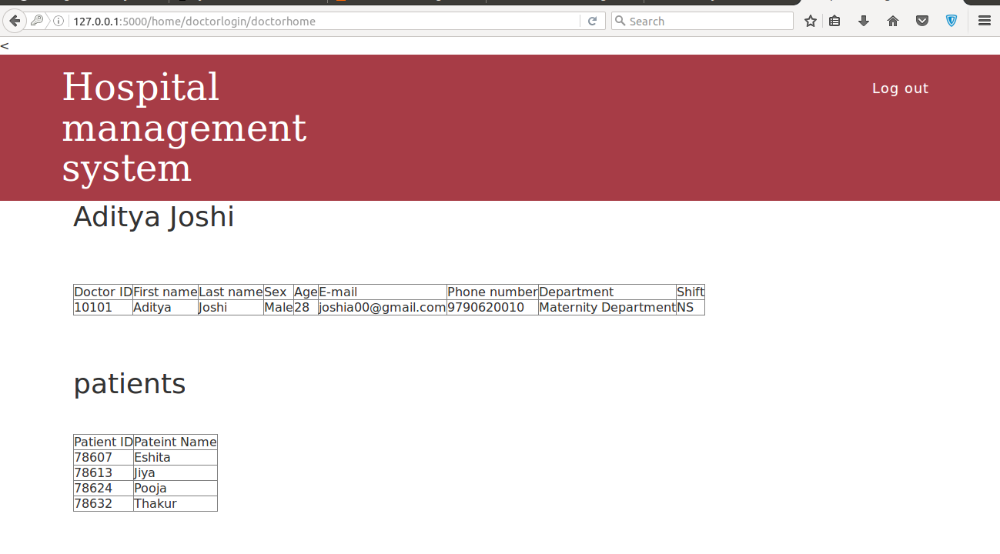 127.0.0.1:5000/home/doctorlogin/doctorhome
Search
<
Hospital
management
system
Log out
Aditya Joshi
Doctor ID First name Last name Sex Age E-mail Phone number Department Shift
10101 Aditya Joshi Male 28 joshia00@gmail.com 9790620010 Maternity Department NS
patients
Patient ID Pateint Name
78607 Eshita
78613 Jiya
78624 Pooja
78632 Thakur